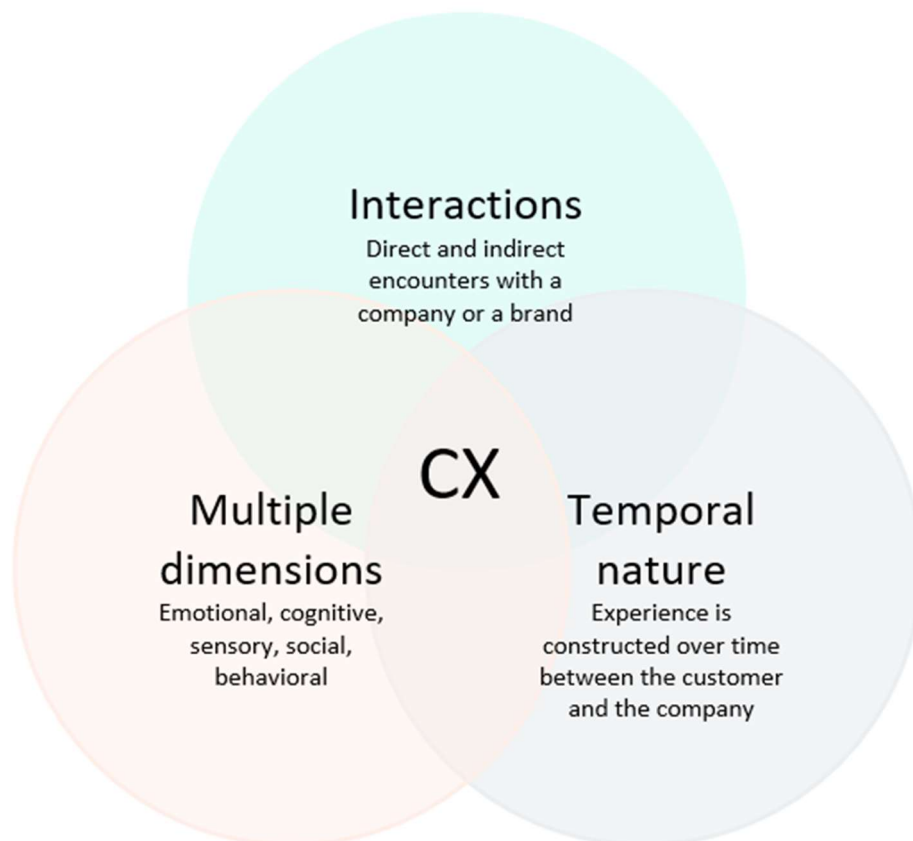 Interactions
Direct and indirect
encounters with a
company or a brand
CX
Multiple
dimensions
Emotional, cognitive,
sensory, social,
behavioral
Temporal
nature
Experience is
constructed over time
between the customer
and the company